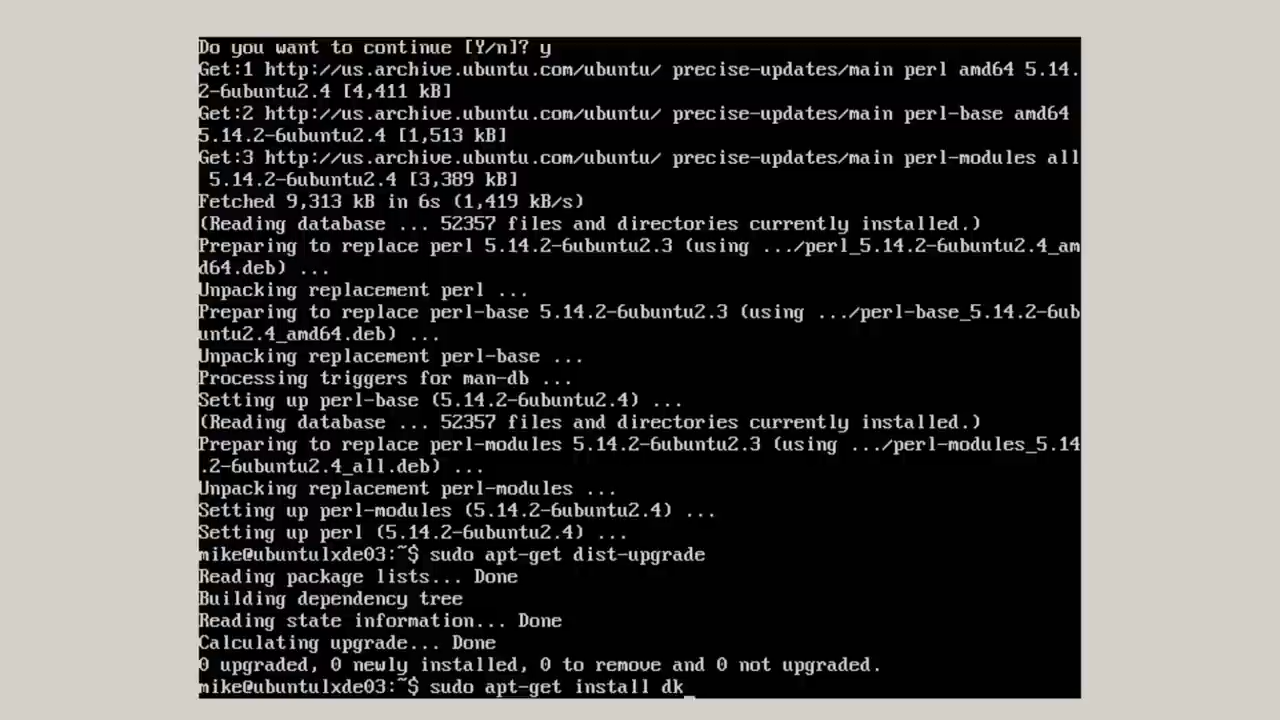 Do you want to continue [Y/n]? y
Get:1 http://us.archive.ubuntu.com/ubuntu/ precise-updates/main perl amd64 5.14.
2-6ubuntu2.4 [4,411 kB]
Get:2 http://us.archive.ubuntu.com/ubuntu/ precise-updates/main perl-base amd64
5.14.2-6ubuntu2.4 [1,513 kB]
Get:3 http://us.archive.ubuntu.com/ubuntu/ precise-updates/main perl-modules all
 5.14.2-6ubuntu2.4 [3,389 kB]
Fetched 9,313 kB in 6s (1,419 kB/s)
(Reading database ... 52357 files and directories currently installed.)
Preparing to replace perl 5.14.2-6ubuntu2.3 (using .../perl_5.14.2-6ubuntu2.4_am
d64.deb) ...
Unpacking replacement perl ...
Preparing to replace perl-base 5.14.2-6ubuntu2.3 (using .../perl-base_5.14.2-6ub
untu2.4_amd64.deb) ...
Unpacking replacement perl-base ...
Processing triggers for man-db ...
Setting up perl-base (5.14.2-6ubuntu2.4) ...
(Reading database ... 52357 files and directories currently installed.)
Preparing to replace perl-modules 5.14.2-6ubuntu2.3 (using .../perl-modules_5.14
.2-6ubuntu2.4_all.deb) ...
Unpacking replacement perl-modules ...
Setting up perl-modules (5.14.2-6ubuntu2.4) ...
Setting up perl (5.14.2-6ubuntu2.4) ...
mike@ubuntulxde03:~$ sudo apt-get dist-upgrade
Reading package lists... Done
Building dependency tree
Reading state information... Done
Calculating upgrade... Done
0 upgraded, 0 newly installed, 0 to remove and 0 not upgraded.
mike@ubuntulxde03:~$ sudo apt-get install dk_